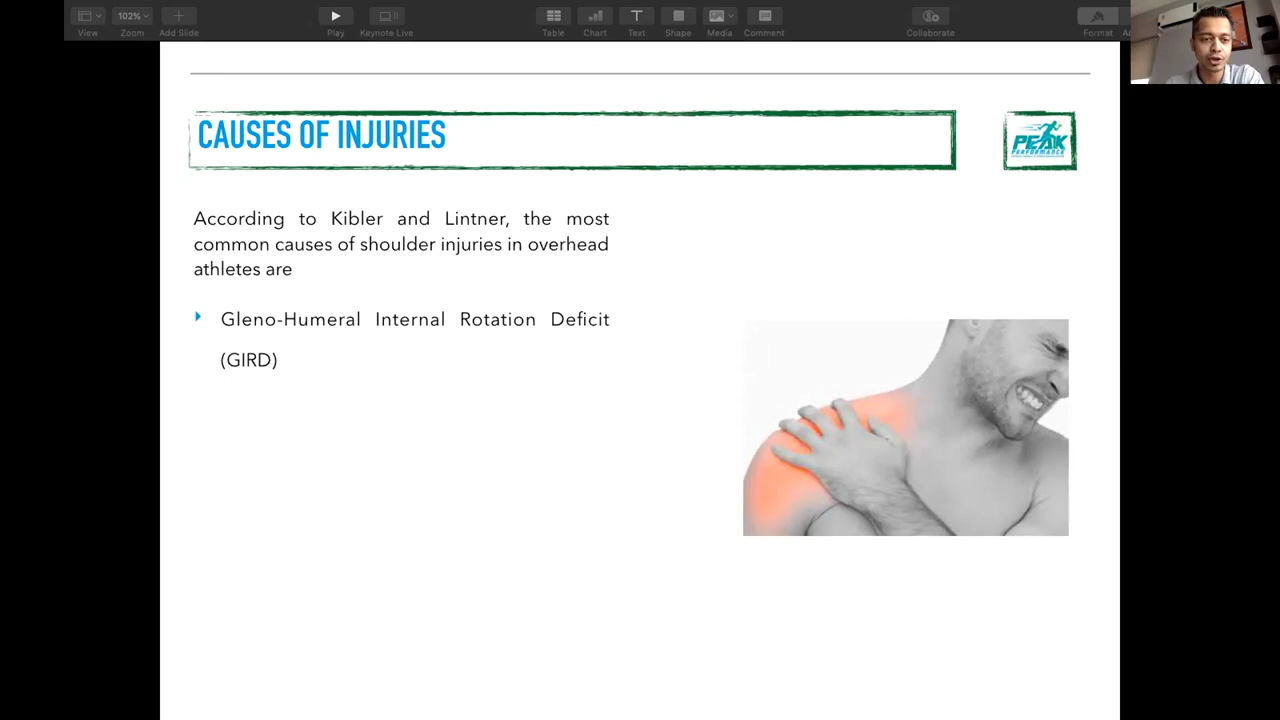 102%
View
Zoom
Add Slide
Play
Keynote Live
Table
Chart
Text
Shape
Media
Comment
Collaborate
Format
CAUSES OF INJURIES
PEAK
PERFORMANCE
According to Kibler and Lintner, the most
common causes of shoulder injuries in overhead
athletes are
Gleno-Humeral Internal Rotation Deficit
(GIRD)